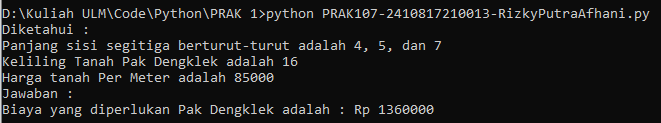 D:\Kuliah ULM\Code\Python\PRAK 1>python PRAK107-2410817210013-RizkyPutraAfhani.py
Diketahui :
Panjang sisi segitiga berturut-turut adalah 4, 5, dan 7
Keliling Tanah Pak Dengklek adalah 16
Harga tanah Per Meter adalah 85000
Jawaban :
Biaya yang diperlukan Pak Dengklek adalah : Rp 1360000